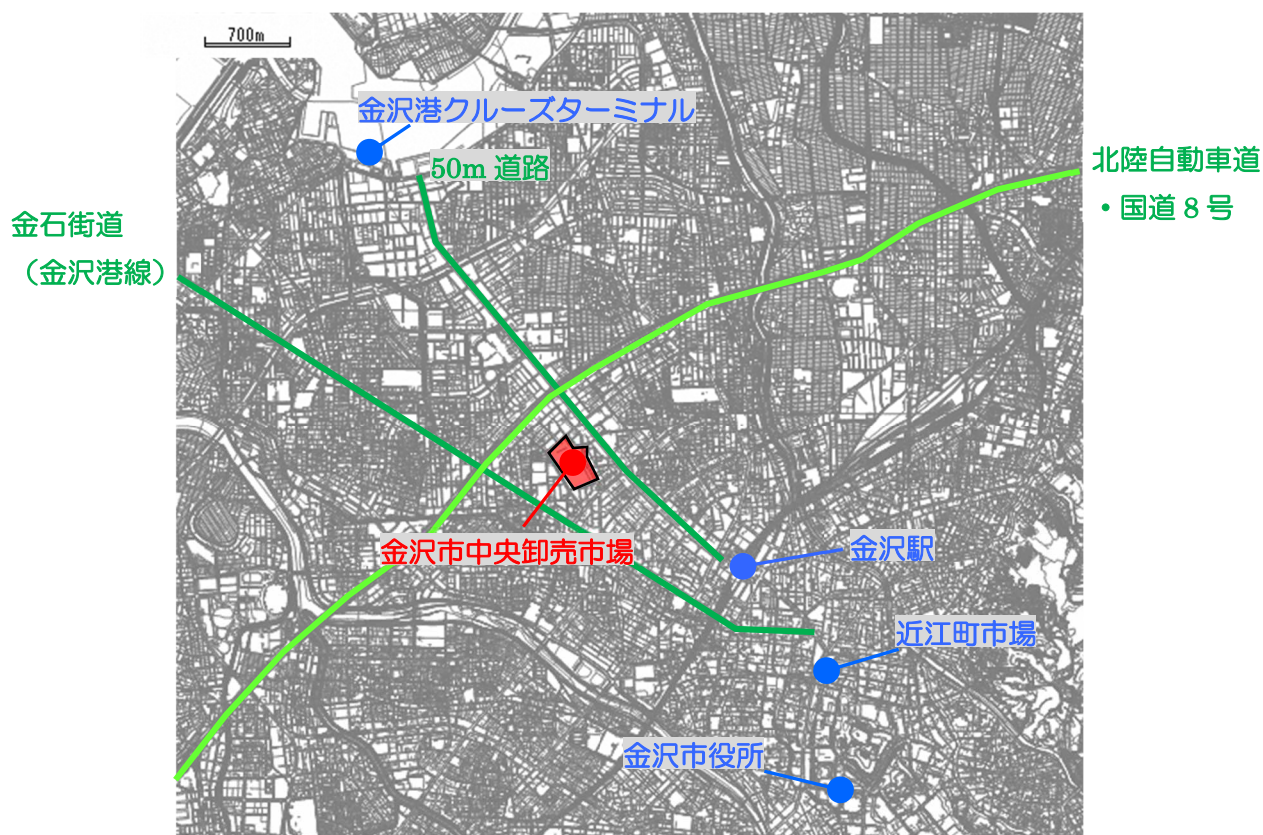 700m
金沢港クルーズターミナル
50m 道路
北陸自動車道
・国道８号
金石街道
（金沢港線）
金沢市中央卸売市場
金沢駅
近江町市場
金沢市役所